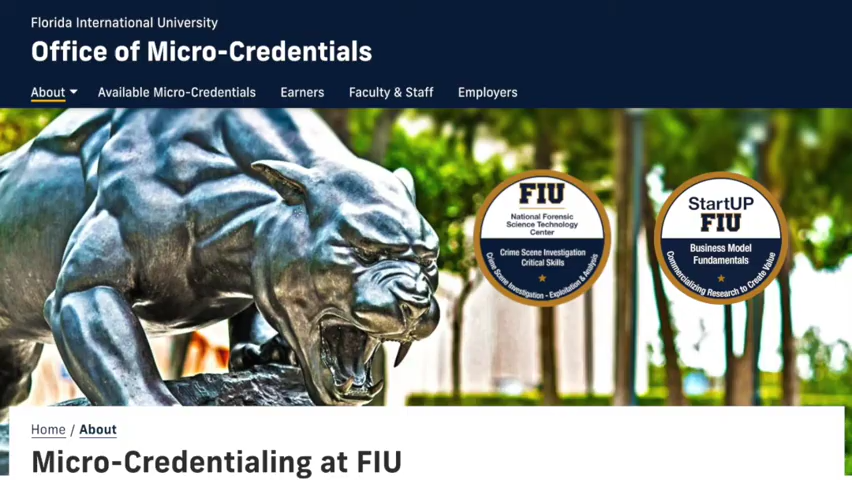 Florida International University
Office of Micro-Credentials
About
Available Micro-Credentials
Earners
Faculty & Staff
Employers
FIU
National Forensic
Science Technology
Center
Crime Scene Investigation
Critical Skills
Crime Scene Investigation - Exploitation & Analysis
StartUP
FIU
Business Model
Fundamentals
Commercializing Research to Create Value
Home / About
Micro-Credentialing at FIU